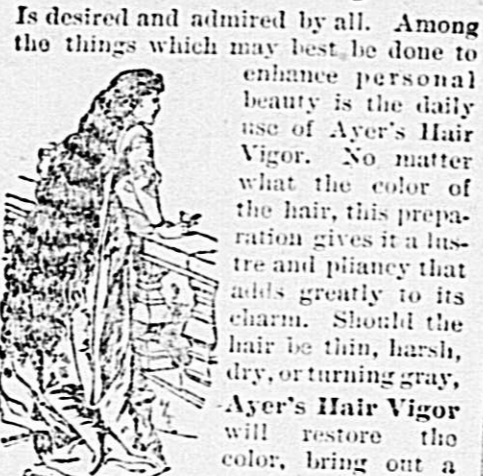 Is desired and admired by all. Among
the things which may best be done to
enhance personal
beauty is the daily
use of Ayer's Hair
Vigor. No matter
what the color of
the hair, this prepa-
ration gives it a lus-
tre and pliancy that
adds greatly to its
charm. Should the
hair be thin, harsh,
dry, or turning gray,
Ayer's Hair Vigor
will restore the
color, bring out a